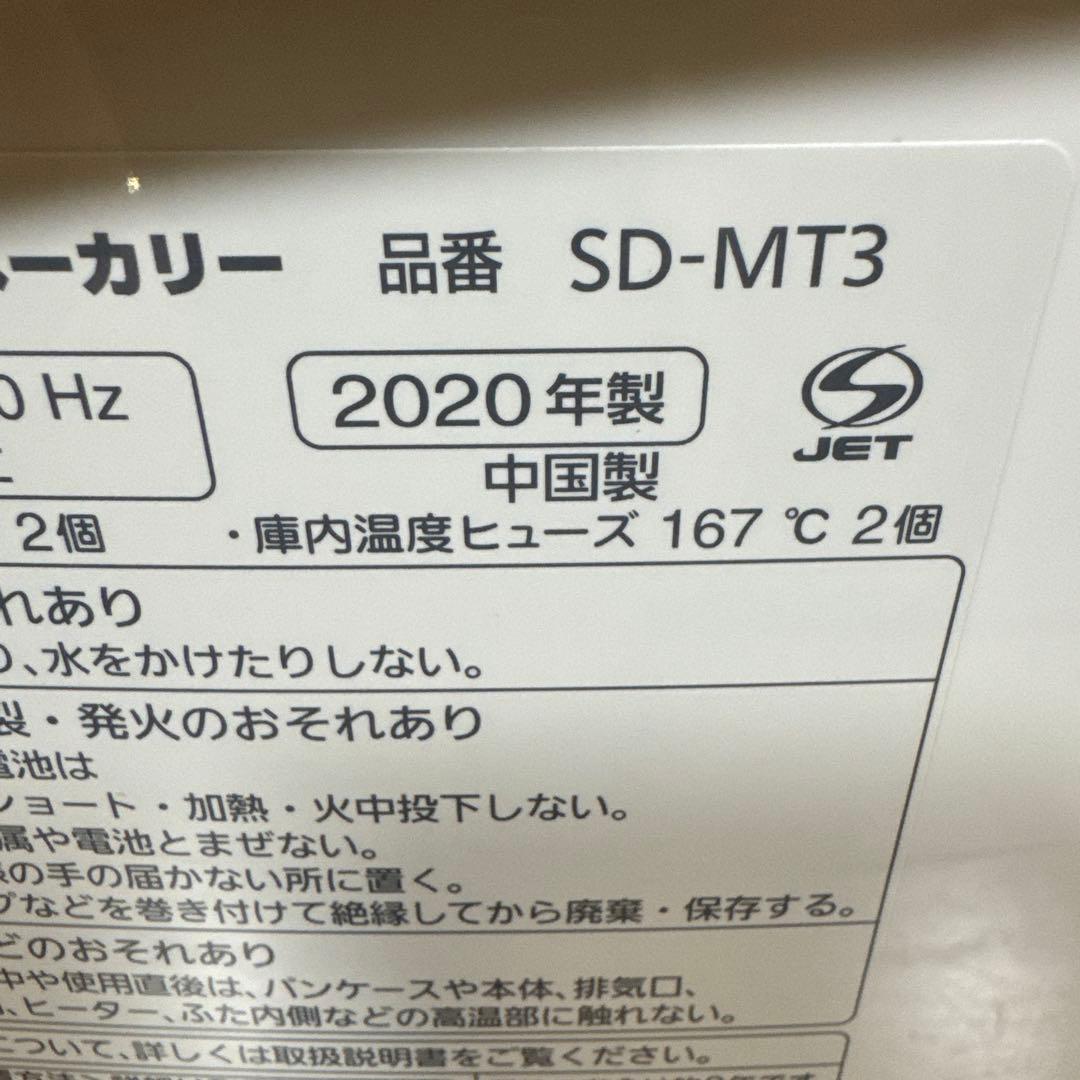 ーカリー 品番 SD-MT3
0 Hz
2020年製
JET
中国製
2個 ・庫内温度ヒューズ 167 ℃ 2個
れあり
、水をかけたりしない。
製・発火のおそれあり
電池は
ショート・加熱・火中投下しない。
属や電池とまぜない。
の手の届かない所に置く。
プなどを巻き付けて絶縁してから廃棄・保存する。
どのおそれあり
中や使用直後は、パンケースや本体、排気口、
、ヒーター、ふた内側などの高温部に触れない。
について、詳しくは取扱説明書をご覧ください。